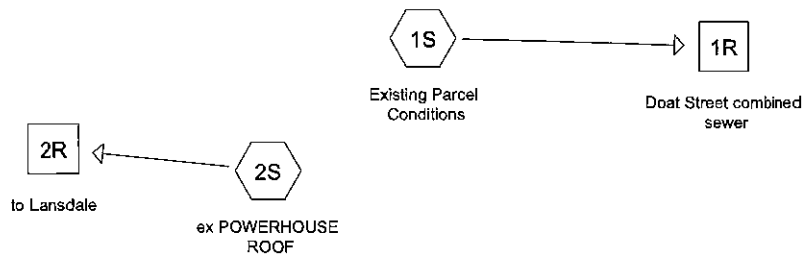 1S
1R
Existing Parcel
Conditions
Doat Street combined
sewer
2R
2S
to Lansdale
ex POWERHOUSE
ROOF